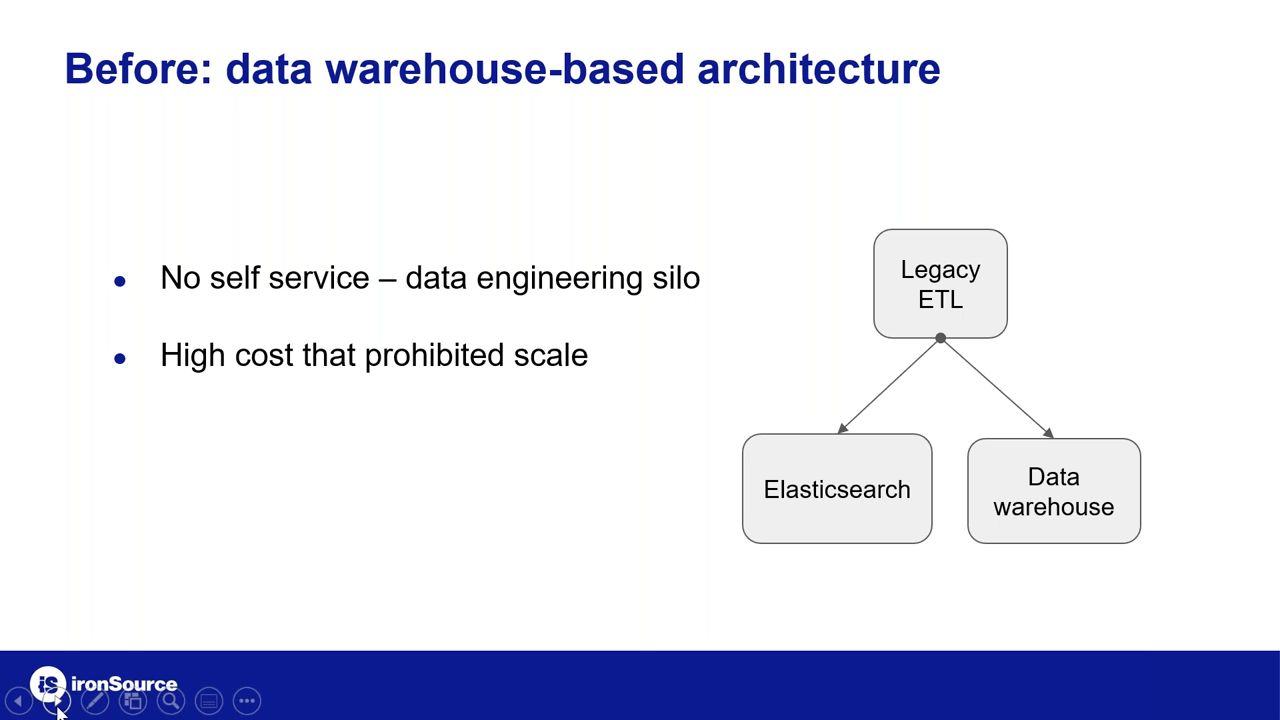 Before: data warehouse-based architecture
No self service – data engineering silo
High cost that prohibited scale
Legacy
ETL
Elasticsearch
Data
warehouse
is ironSource